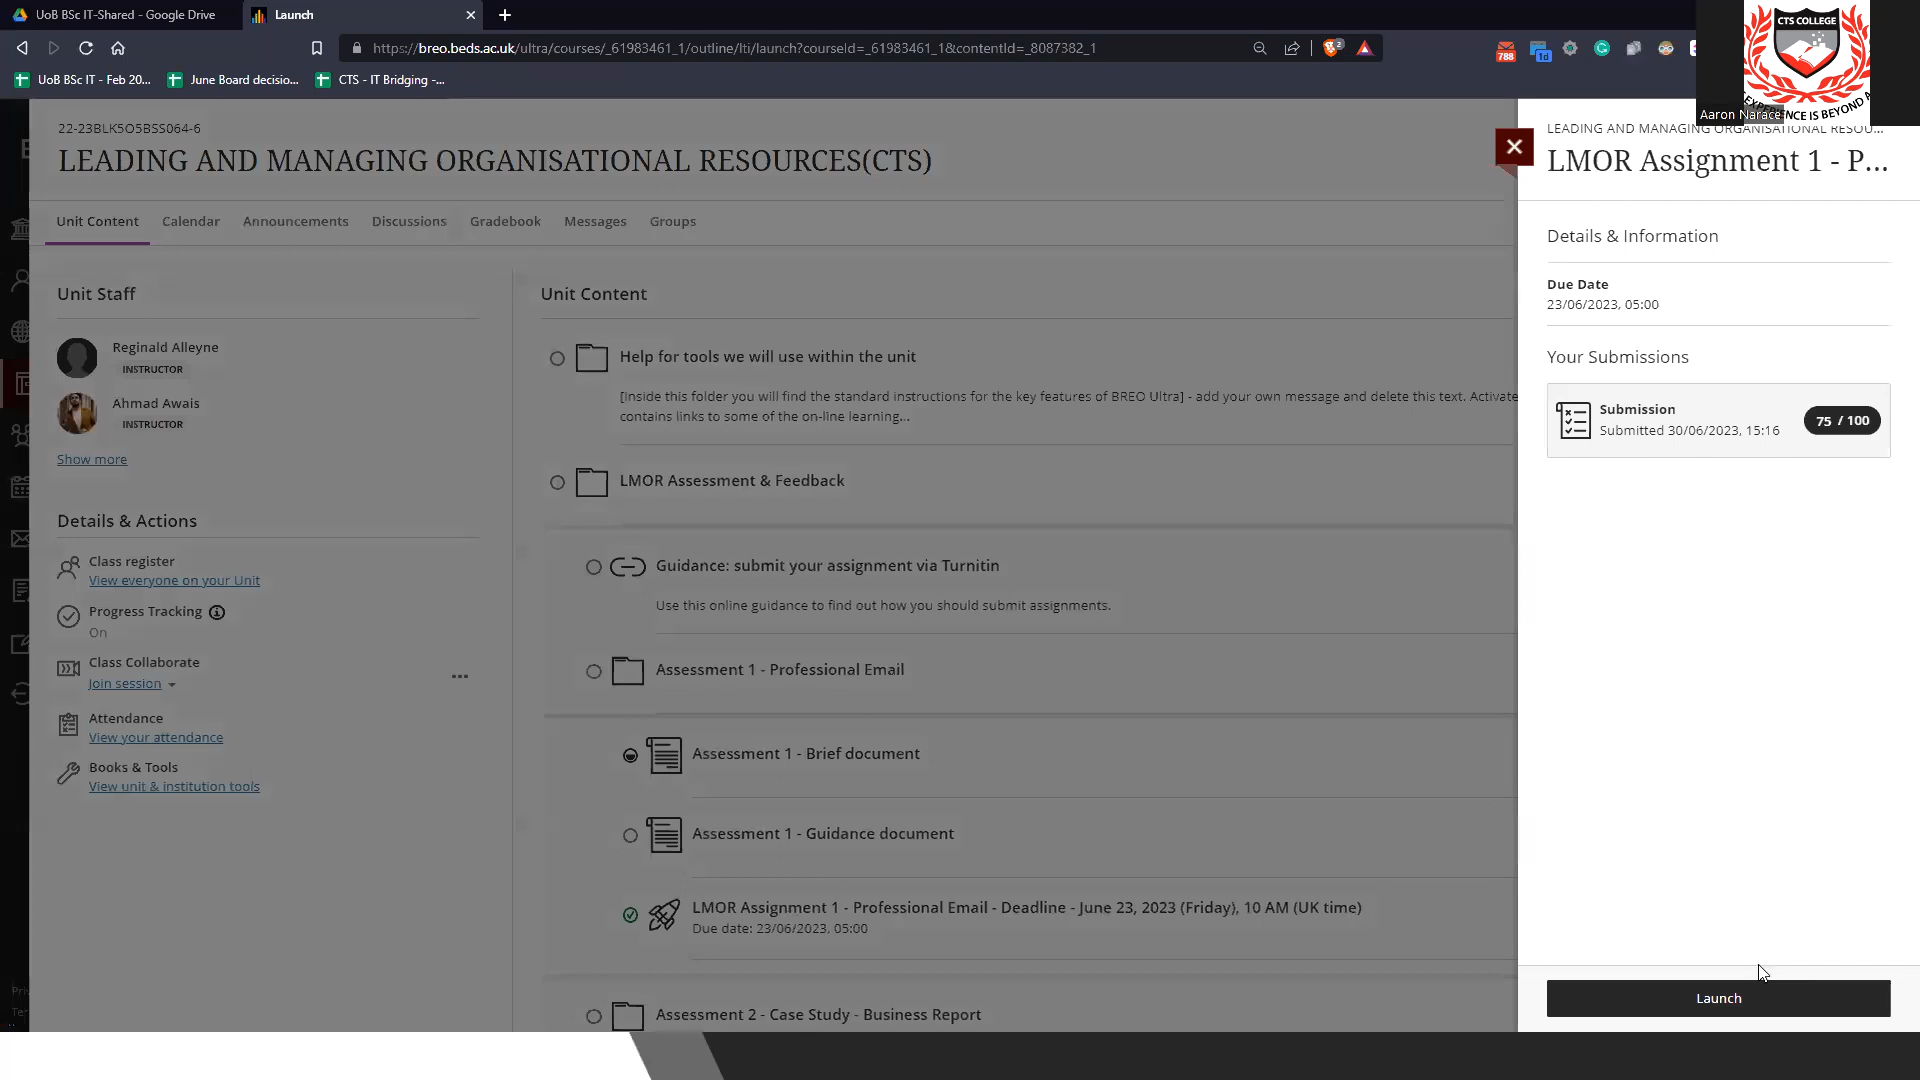 UoB BSc IT-Shared - Google Drive
Launch
https://breo.beds.ac.uk/ultra/courses/_61983461_1/outline/lti/launch?courseId=_61983461_1&contentId=_8087382_1
2
788
1d
UoB BSc IT - Feb 20...
June Board decisio...
CTS - IT Bridging -...
CTS COLLEGE
Aaron Narace
22-23BLK5O5BSS064-6
LEADING AND MANAGING ORGANISATIONAL RESOURCES(CTS)
Unit Content
Calendar
Announcements
Discussions
Gradebook
Messages
Groups
Unit Staff
Reginald Alleyne
INSTRUCTOR
Ahmad Awais
INSTRUCTOR
Show more
Details & Actions
Class register
View everyone on your Unit
Progress Tracking
On
Class Collaborate
Join session
Attendance
View your attendance
Books & Tools
View unit & institution tools
Unit Content
Help for tools we will use within the unit
[Inside this folder you will find the standard instructions for the key features of BREO Ultra] - add your own message and delete this text. Activate
contains links to some of the on-line learning...
LMOR Assessment & Feedback
Guidance: submit your assignment via Turnitin
Use this online guidance to find out how you should submit assignments.
Assessment 1 - Professional Email
Assessment 1 - Brief document
Assessment 1 - Guidance document
LMOR Assignment 1 - Professional Email - Deadline - June 23, 2023 (Friday), 10 AM (UK time)
Due date: 23/06/2023, 05:00
Assessment 2 - Case Study - Business Report
LEADING AND MANAGING ORGANISATIONAL RESOU...
LMOR Assignment 1 - P...
Details & Information
Due Date
23/06/2023, 05:00
Your Submissions
Submission
Submitted 30/06/2023, 15:16
75 / 100
Launch